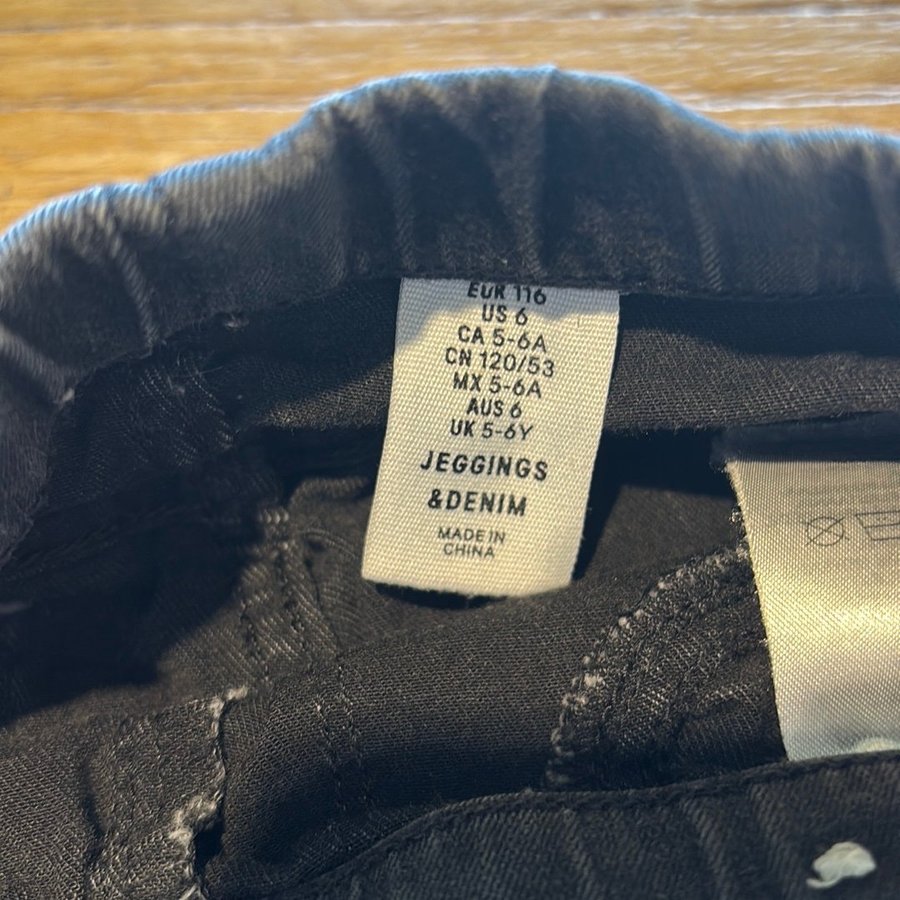 EUR 116
US 6
CA 5-6A
CN 120/53
MX 5-6A
AUS 6
UK 5-6Y
JEGGINGS
&DENIM
MADE IN
CHINA